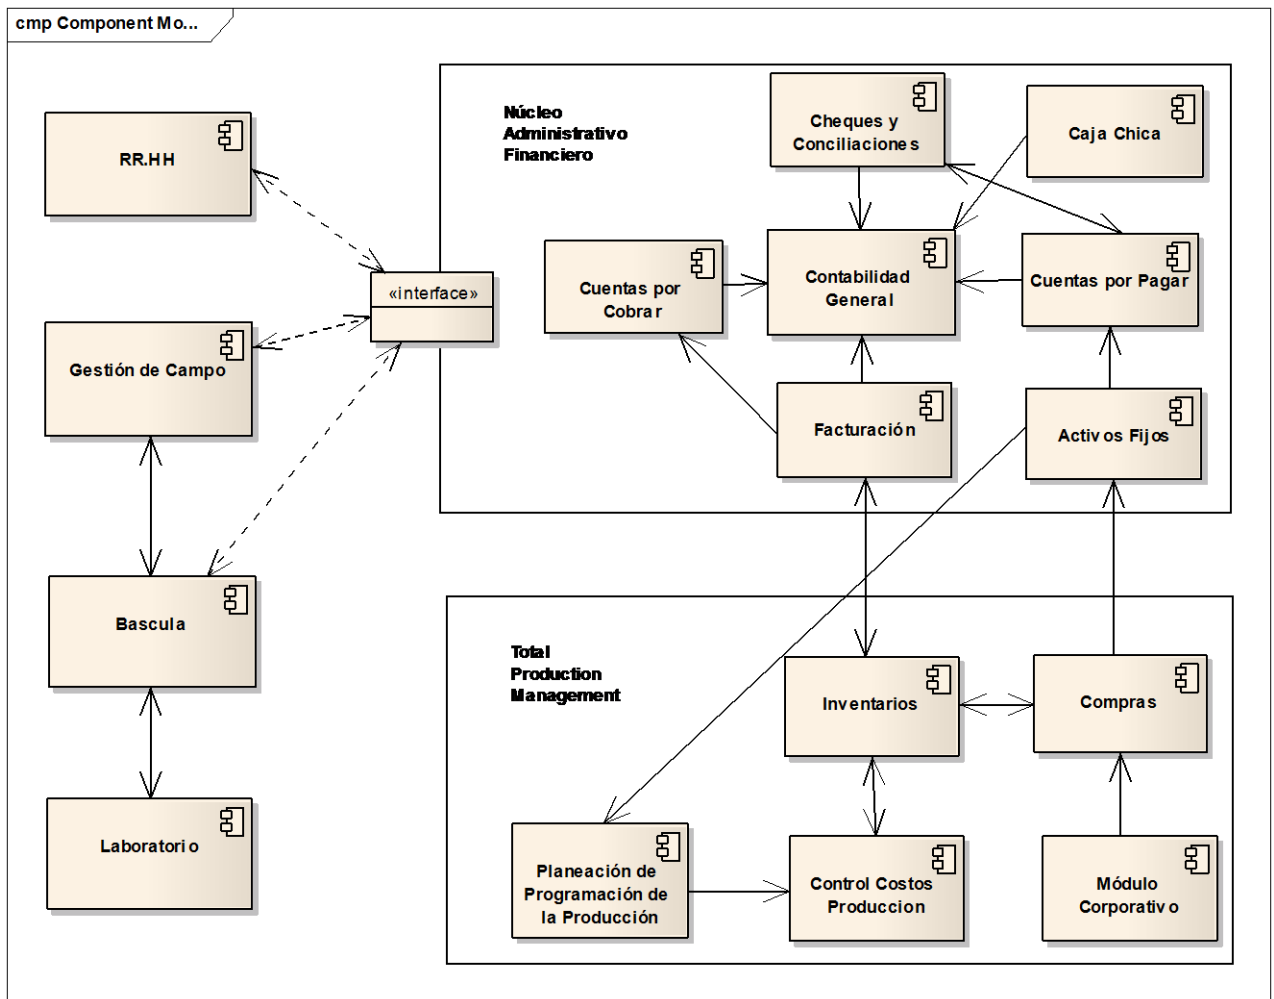 cmp Component Mo...
Núcleo
Administrativo
Financiero
Cheques y
Conciliaciones
Caja Chica
RR.HH
Cuentas por
Cobrar
Contabilidad
General
Cuentas por Pagar
«interface»
Gestión de Campo
Facturación
Activos Fijos
Bascula
Total
Production
Management
Inventarios
Compras
Laboratorio
Planeación de
Programación de
la Producción
Control Costos
Produccion
Módulo
Corporativo